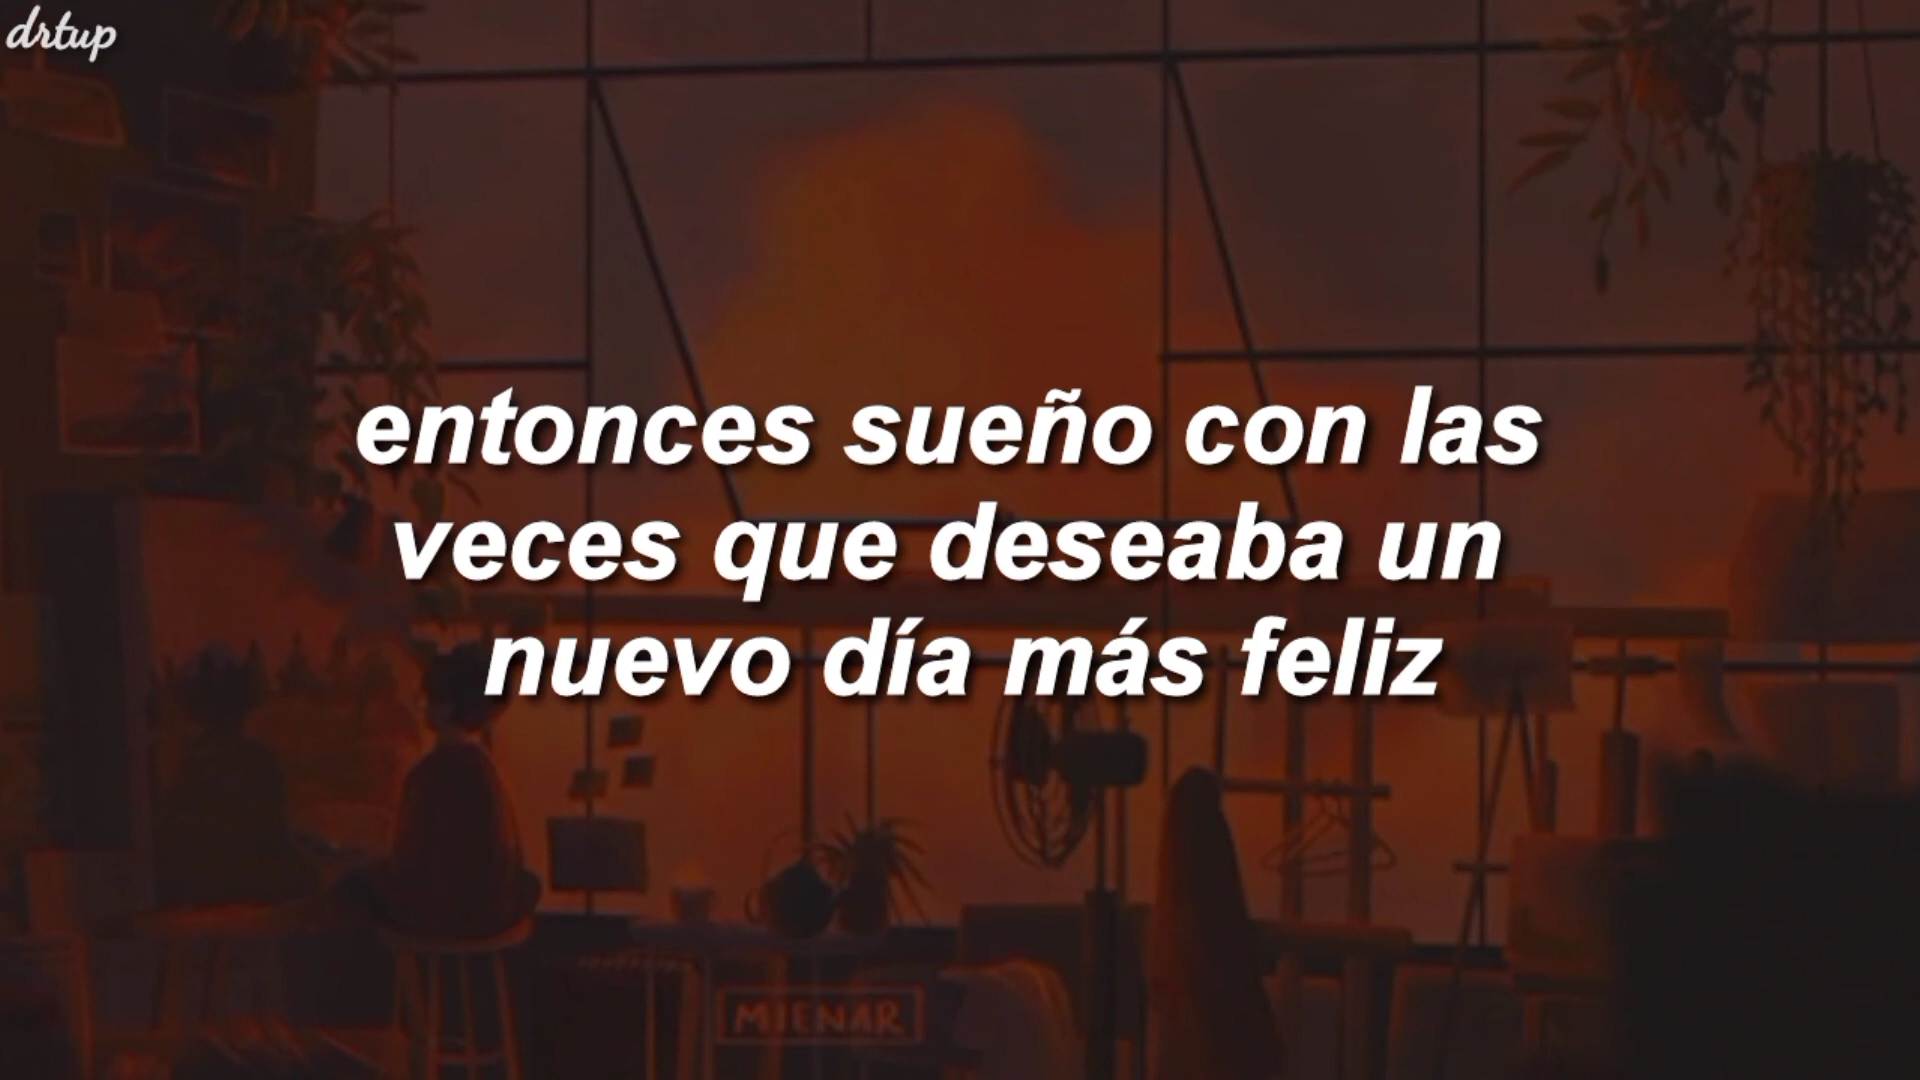 drtup
entonces sueño con las
veces que deseaba un
nuevo día más feliz
MIENAR